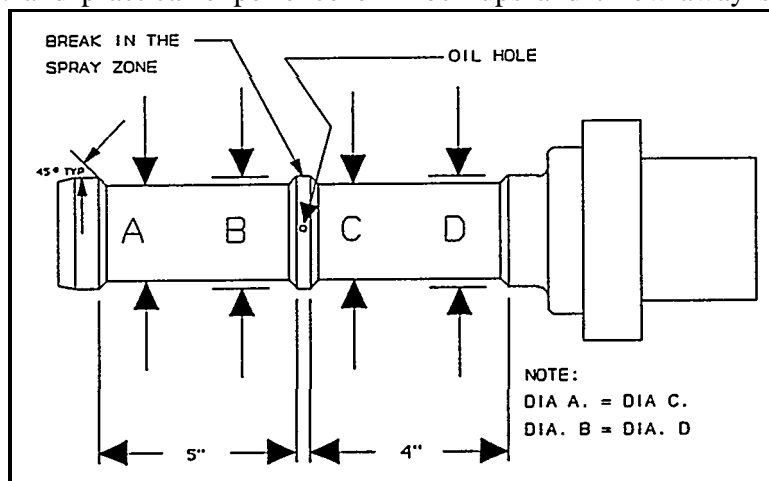 BREAK IN THE
SPRAY ZONE
OIL HOLE
45° TYP
A
B
C
D
NOTE:
DIA A. = DIA C.
DIA. B = DIA. D
5"
4"